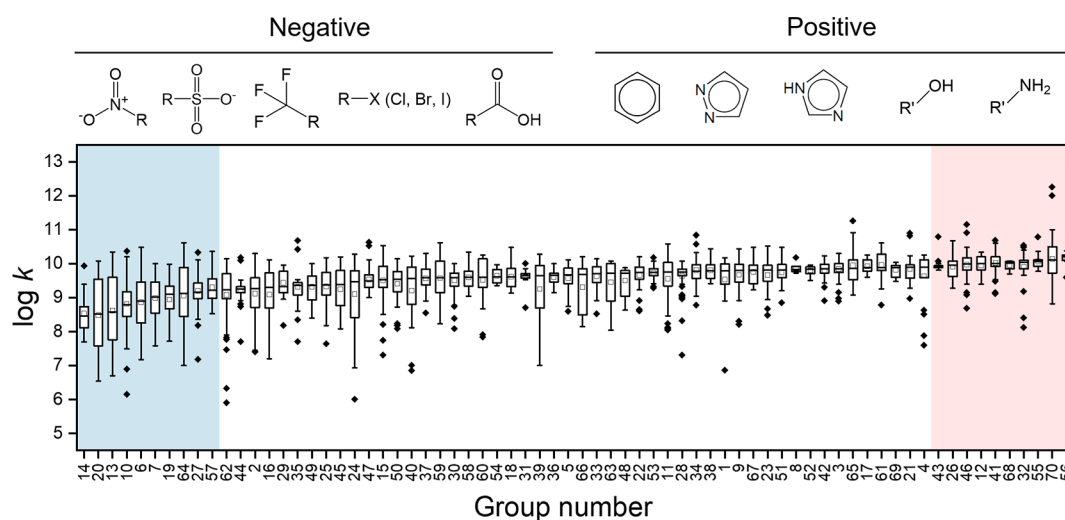 Negative Positive
O
N+
-O R
O
R S O-
O
F F
F R
R—X (Cl, Br, I)
O
R OH
N
N
HN
N
R' OH
R' NH2
log k
13
12
11
10
9
8
7
6
5
14 20 13 10 6 7 19 64 27 57 62 44 2 16 29 35 49 25 45 24 47 15 50 40 37 59 30 58 60 54 18 31 39 36 5 66 33 63 48 22 53 11 28 34 38 1 9 67 23 51 8 52 42 3 65 17 61 69 21 4 43 26 46 12 41 68 32 55 70
Group number